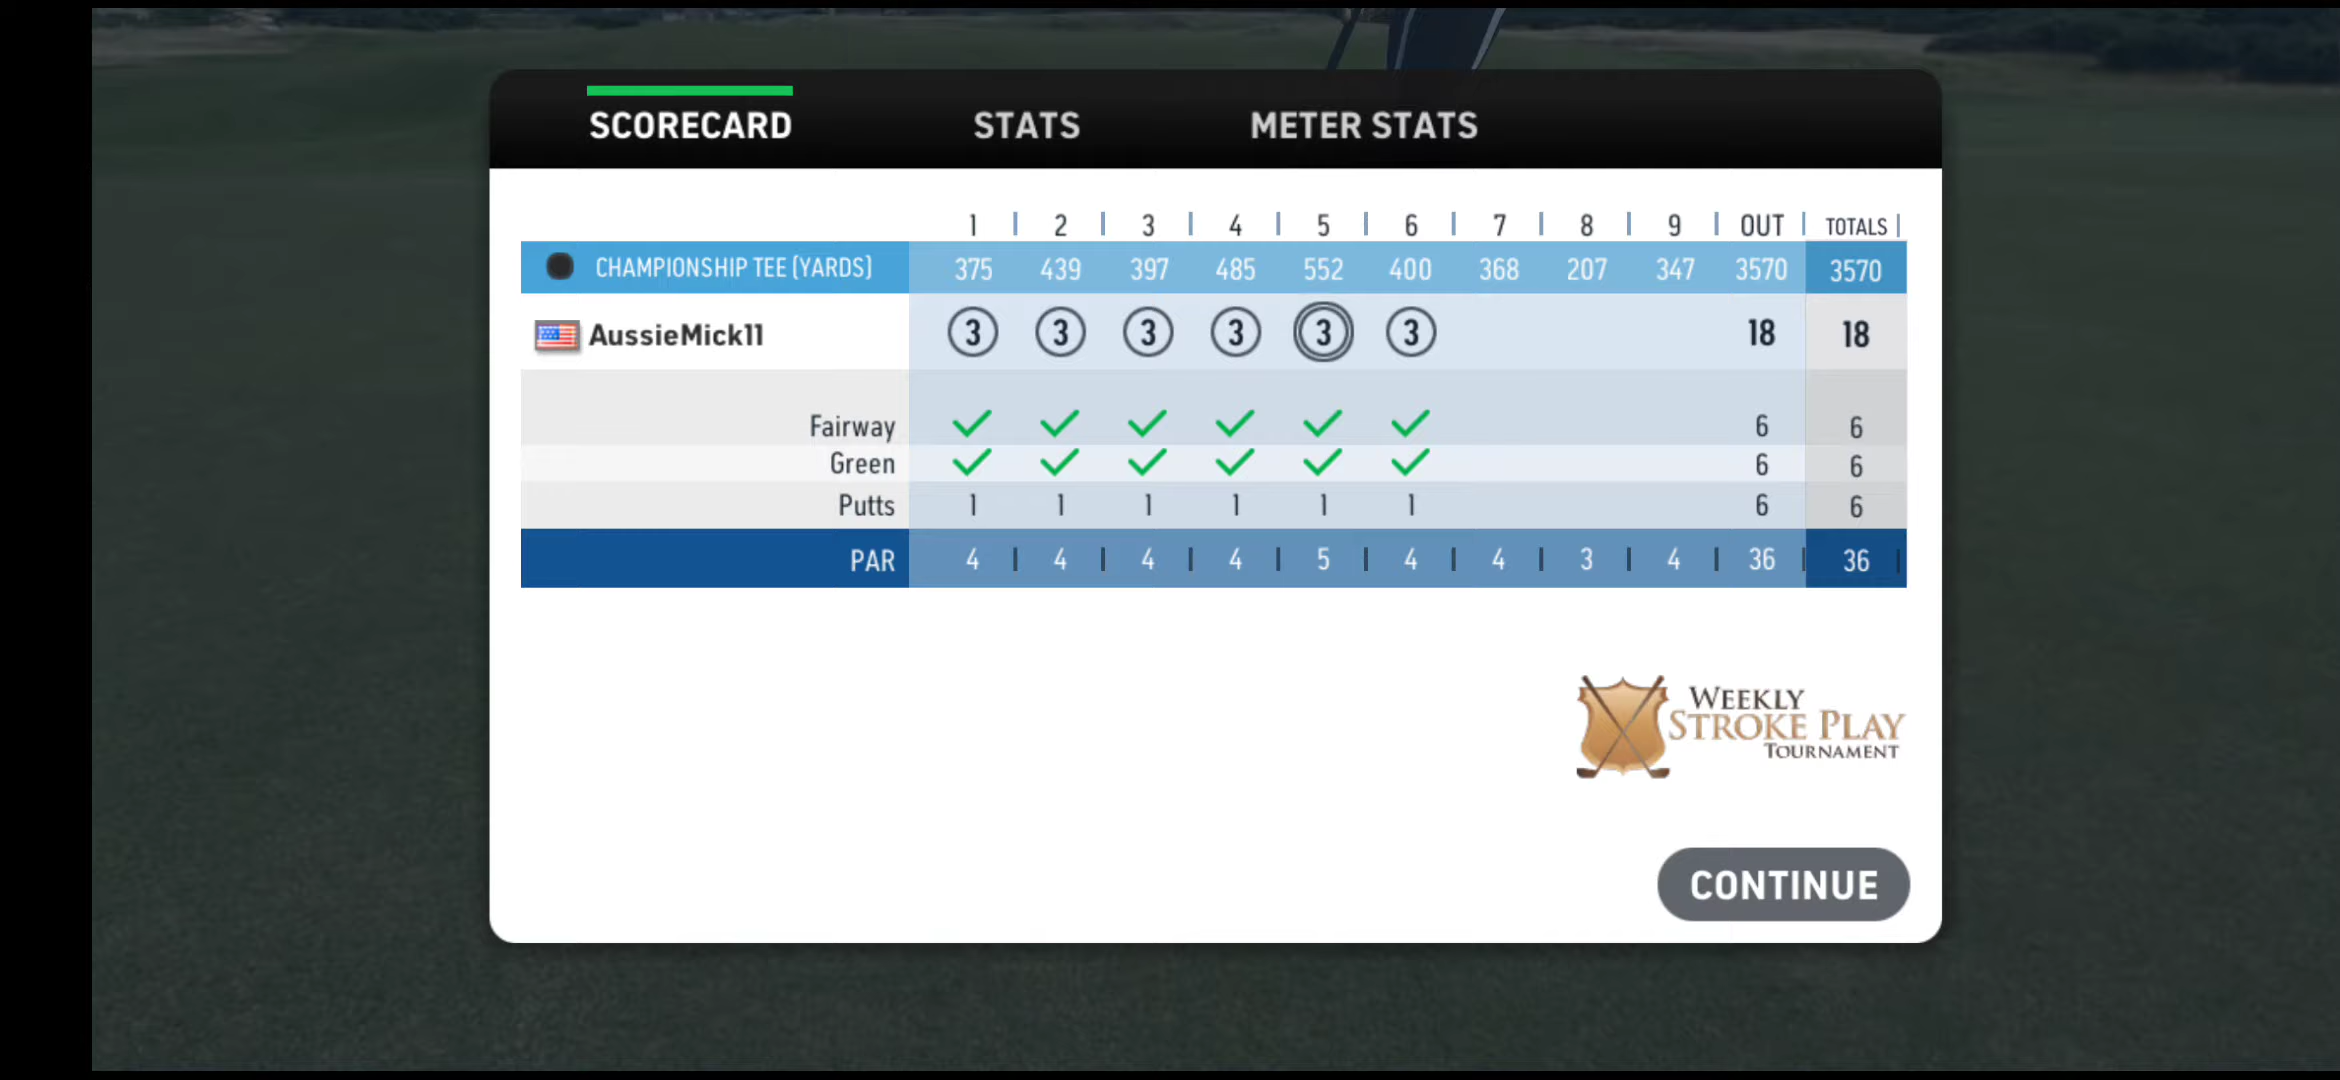 SCORECARD STATS METER STATS
1 | 2 | 3 | 4 | 5 | 6 | 7 | 8 | 9 | OUT | TOTALS |
CHAMPIONSHIP TEE (YARDS) 375 439 397 485 552 400 368 207 347 3570 3570
AussieMick11 3 3 3 3 3 3 18 18
Fairway 6 6
Green 6 6
Putts 1 1 1 1 1 1 6 6
PAR 4 | 4 | 4 | 4 | 5 | 4 | 4 | 3 | 4 | 36 | 36 |
WEEKLY
STROKE PLAY
TOURNAMENT
CONTINUE